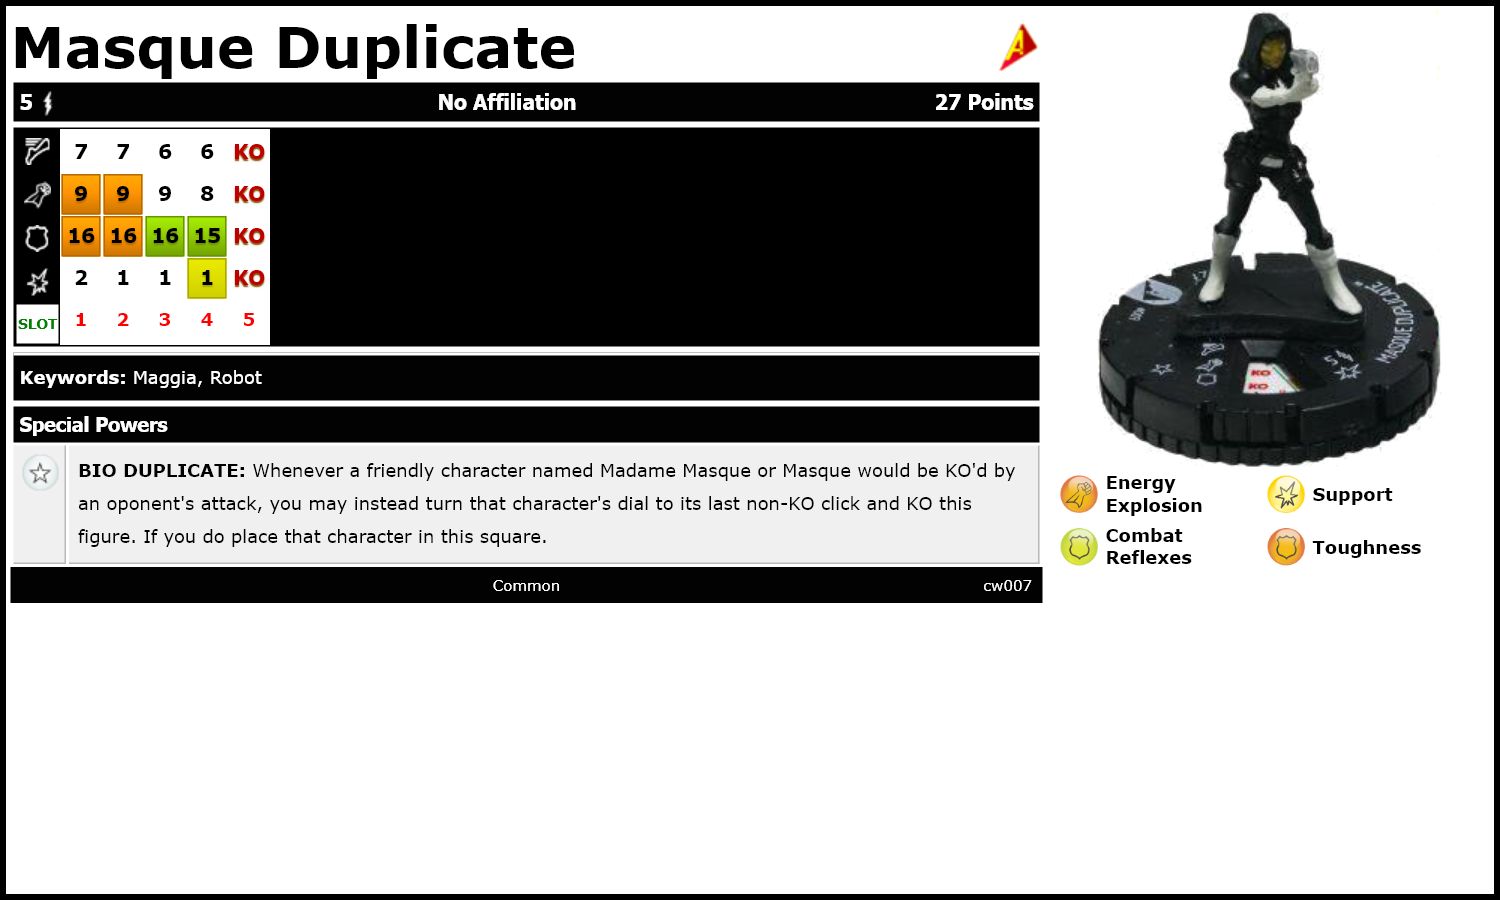 Masque Duplicate
A
5 No Affiliation 27 Points
7 7 6 6 KO
9 9 9 8 KO
16 16 16 15 KO
2 1 1 1 KO
SLOT 1 2 3 4 5
Keywords: Maggia, Robot
Special Powers
BIO DUPLICATE: Whenever a friendly character named Madame Masque or Masque would be KO'd by
an oponent's attack, you may instead turn that character's dial to its last non-KO click and KO this
figure. If you do place that character in this square.
Common cw007
MASQUE DUPLICATE
5
KO
KO
Energy
Explosion
Support
Combat
Reflexes
Toughness